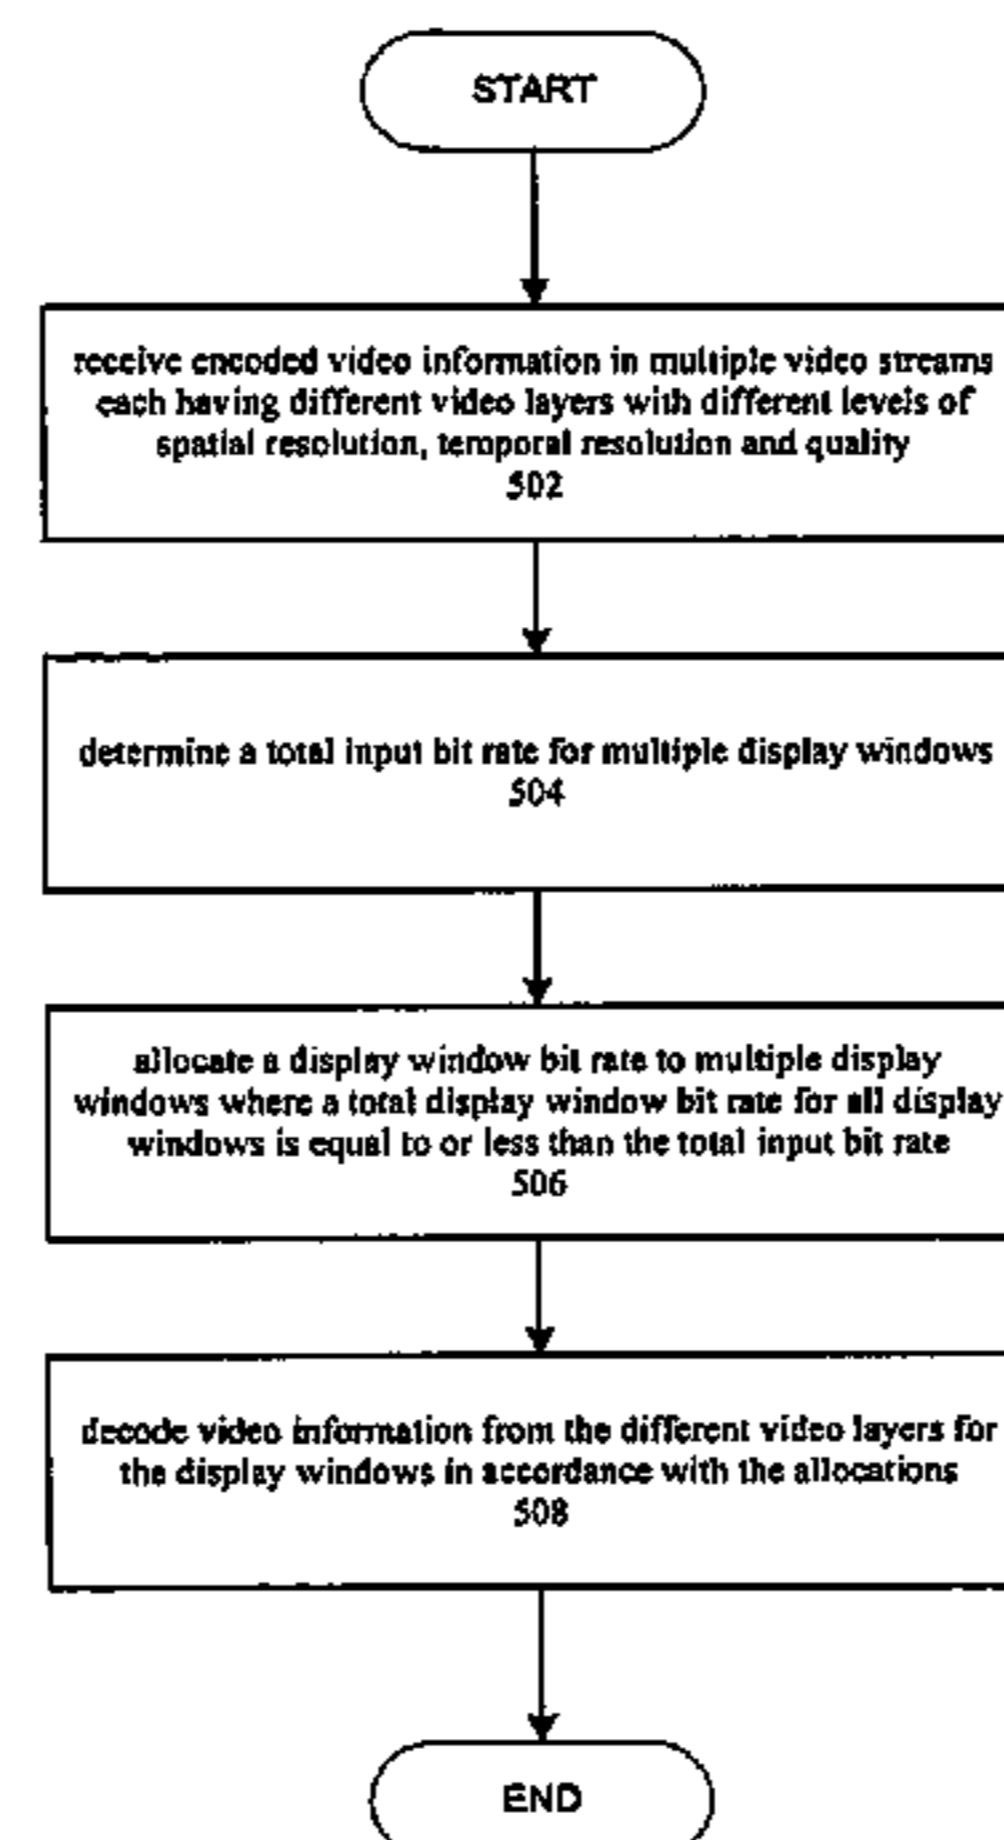 START
receive encoded video information in multiple video streams
each having different video layers with different levels of
spatial resolution, temporal resolution and quality
502
determine a total input bit rate for multiple display windows
504
allocate a display window bit rate to multiple display
windows where a total display window bit rate for all display
windows is equal to or less than the total input bit rate
506
decode video information from the different video layers for
the display windows in accordance with the allocations
508
END